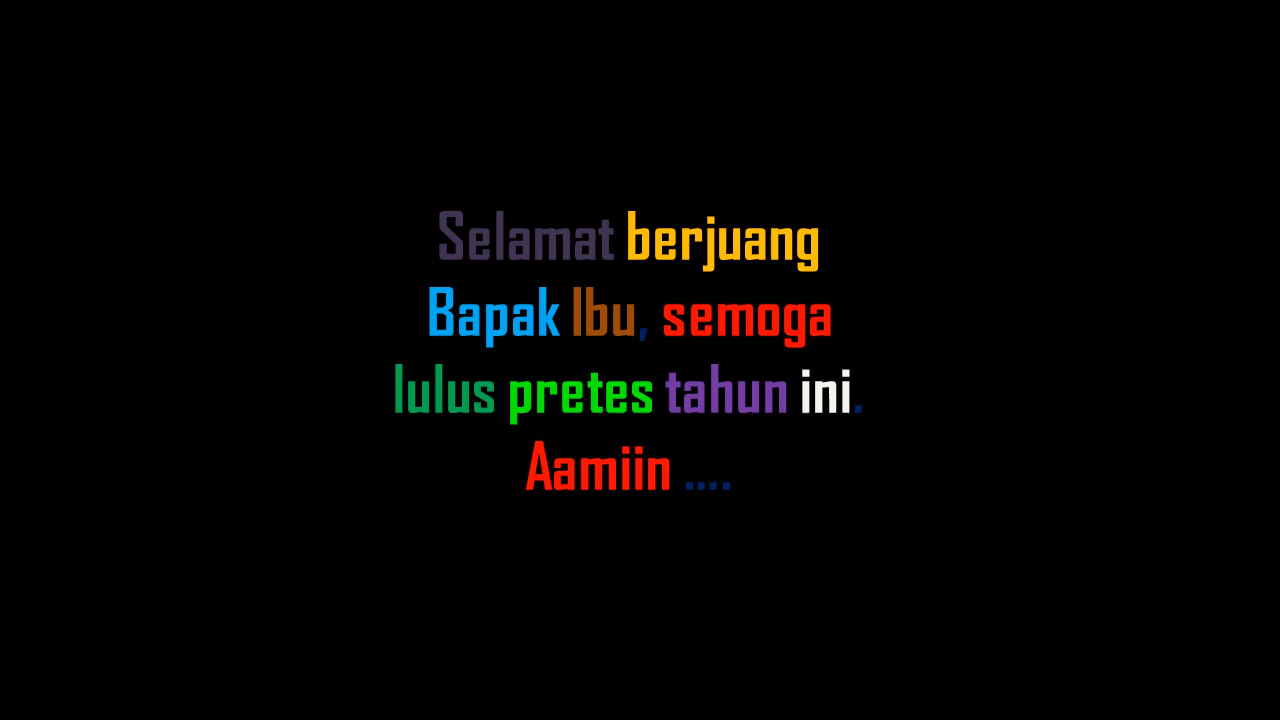 Selamat berjuang
Bapak Ibu, semoga
lulus pretes tahun ini.
Aamiin ....